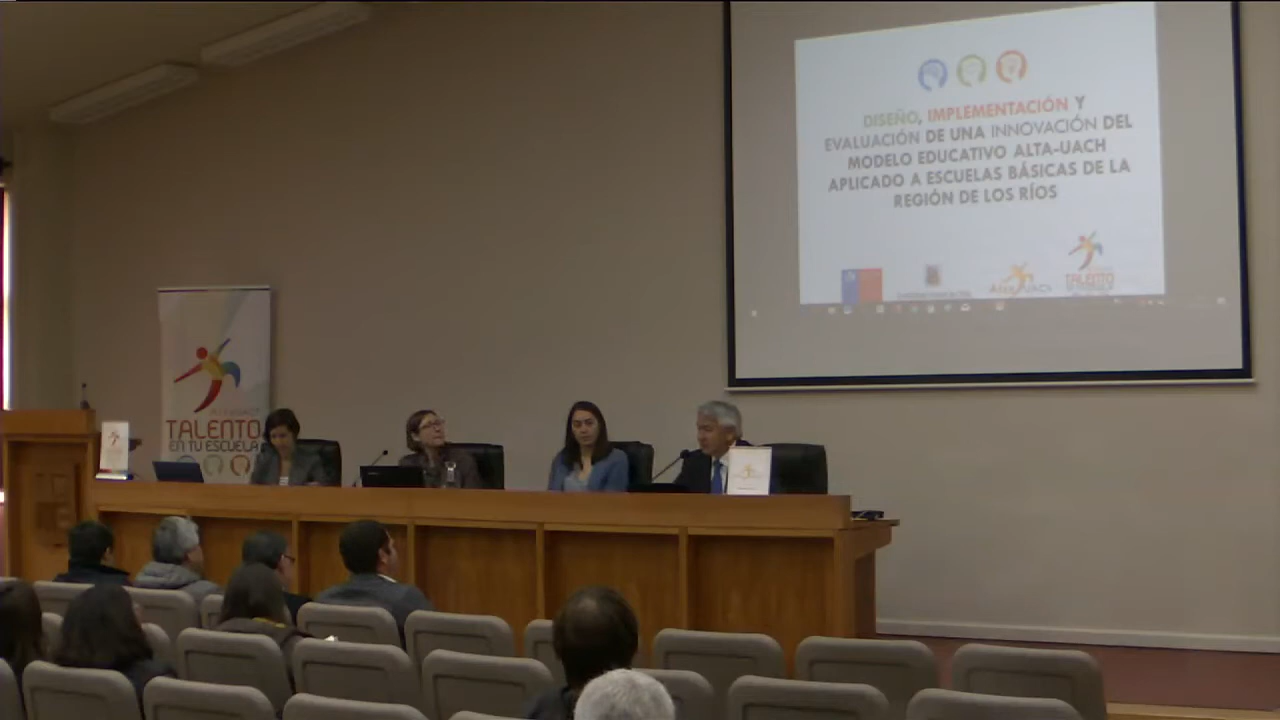 DISEÑO, IMPLEMENTACIÓN Y
EVALUACIÓN DE UNA INNOVACIÓN DEL
MODELO EDUCATIVO ALTA-UACH
APLICADO A ESCUELAS BÁSICAS DE LA
REGIÓN DE LOS RÍOS
TALENTO
TALENTO
EN TU ESCUELA